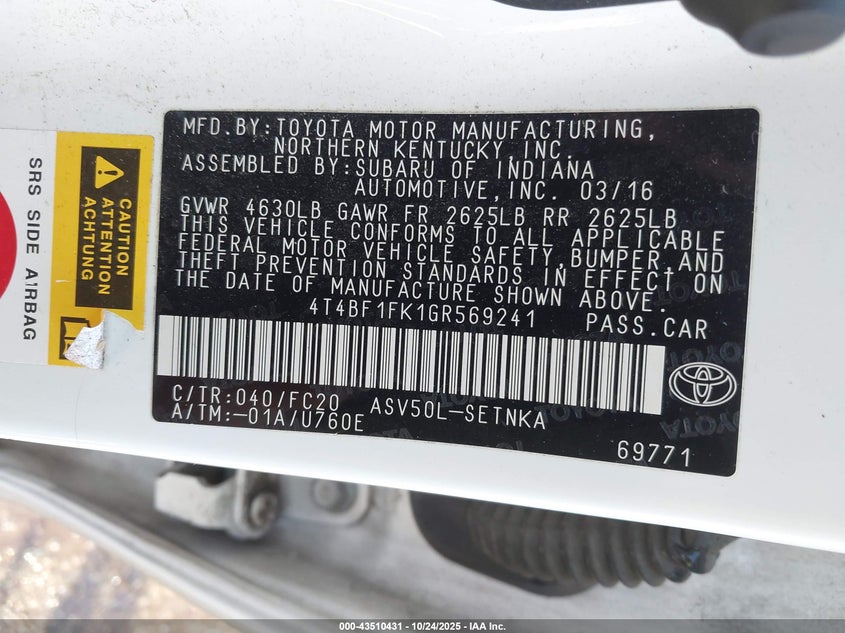 MFD.BY:TOYOTA MOTOR MANUFACTURING,
NORTHERN KENTUCKY,INC.
ASSEMBLED BY:SUBARU OF INDIANA
AUTOMOTIVE,INC. 03/16
GVWR 4630LB GAWR FR 2625LB RR 2625LB
THIS VEHICLE CONFORMS TO ALL APPLICABLE
FEDERAL MOTOR VEHICLE SAFETY,BUMPER,AND
THEFT PREVENTION STANDARDS IN EFFECT ON
THE DATE OF MANUFACTURE SHOWN ABOVE.
4T4BF1FK1GR569241 PASS.CAR
C/TR:040/FC20 ASV50L-SETNKA
A/TM:-01A/U760E
69771
TOYOTA
CAUTION
ATTENTION
ACHTUNG
SRS SIDE AIRBAG
000-43510431 | 10/24/2025 - IAA Inc.